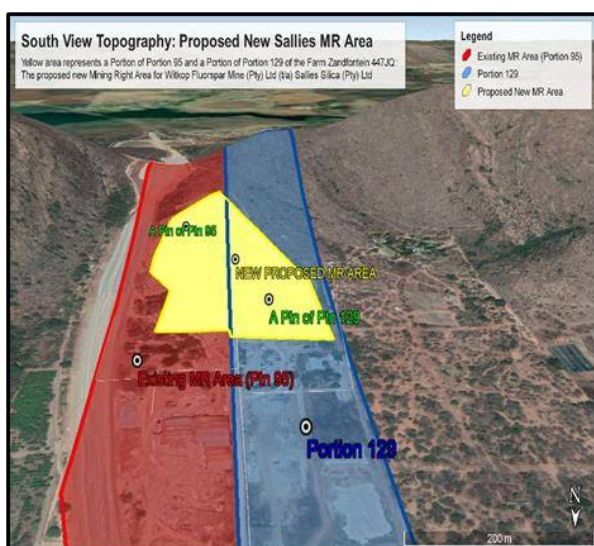 South View Topography: Proposed New Sallies MR Area
Yellow area represents a Portion of Portion 95 and a Portion of Portion 129 of the Farm Zandfontein 447JQ:
The proposed new Mining Right Area for Witkop Fluorspar Mine (Pty) Ltd (t/a) Sallies Silica (Pty) Ltd
Legend
Existing MR Area (Portion 95)
Portion 129
Proposed New MR Area
A Ptn of Ptn 95
NEW PROPOSED MR AREA
A Ptn of Ptn 129
Existing MR Area (Ptn 95)
Portion 129
N
200 m